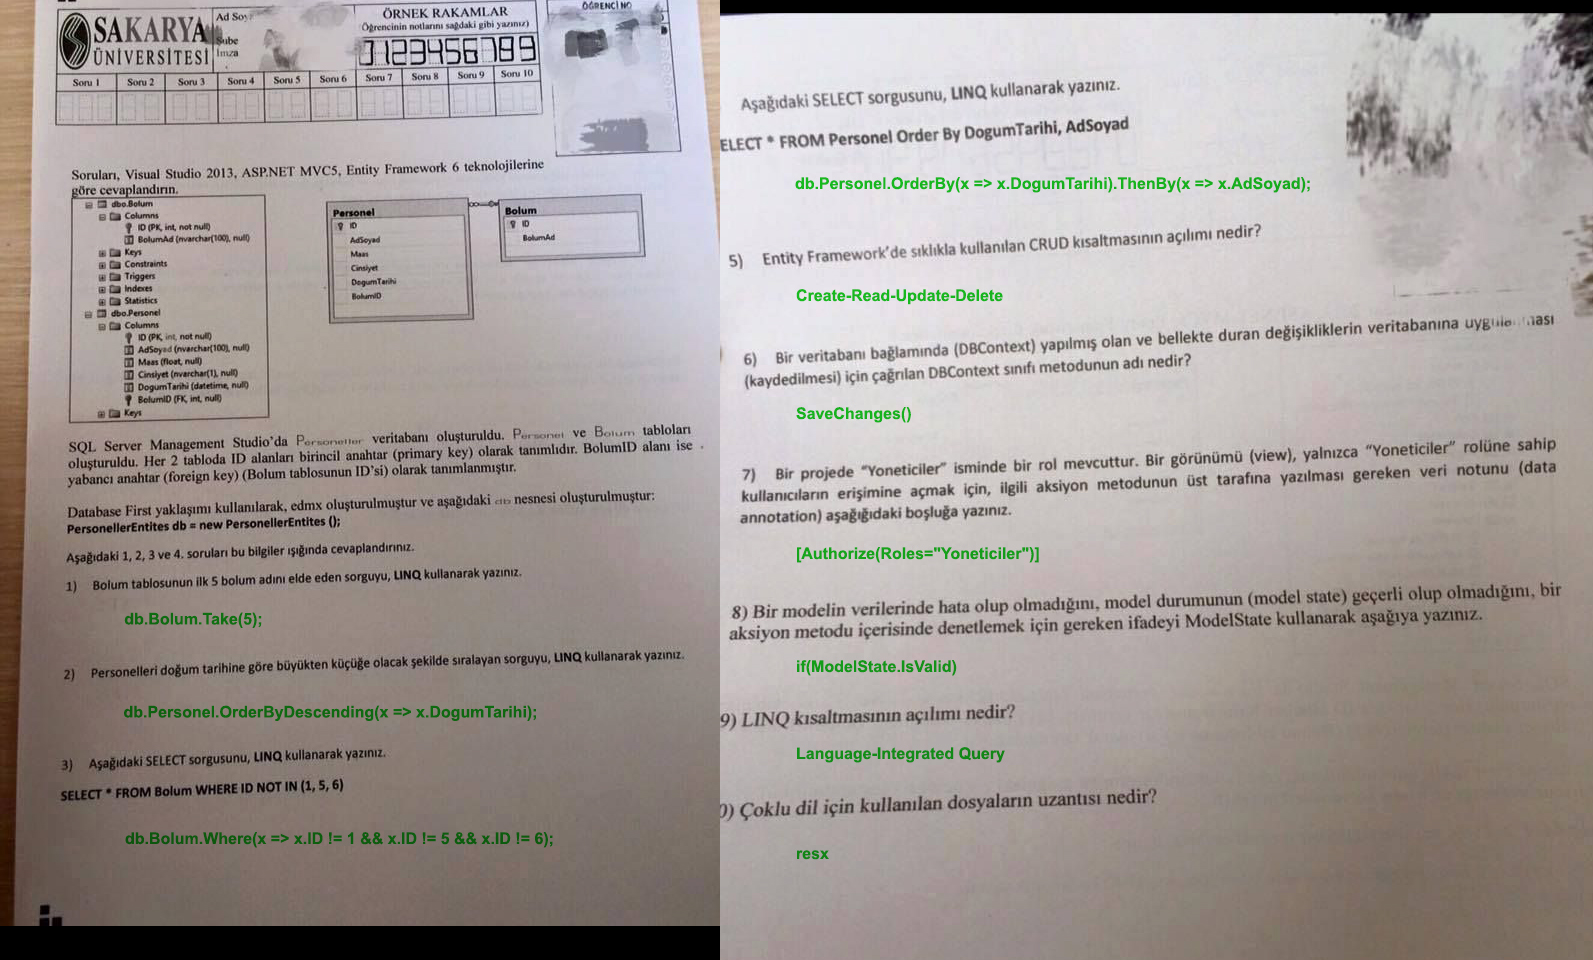 SAKARYA
ÜNİVERSİTESİ
Ad Soy
Şube
İmza
ÖRNEK RAKAMLAR
(Öğrencinin notlarını sağdaki gibi yazınız)
0123456789
ÖĞRENCİ NO
Soru 1 Soru 2 Soru 3 Soru 4 Soru 5 Soru 6 Soru 7 Soru 8 Soru 9 Soru 10
Soruları, Visual Studio 2013, ASP.NET MVC5, Entity Framework 6 teknolojilerine
göre cevaplandırın.
dbo.Bolum
Columns
ID (PK, int, not null)
BolumAd (nvarchar(100), null)
Keys
Constraints
Triggers
Indexes
Statistics
dbo.Personel
Columns
ID (PK, int, not null)
AdSoyad (nvarchar(100), null)
Maas (float, null)
Cinsiyet (nvarchar(1), null)
DogumTarihi (datetime, null)
BolumID (FK, int, null)
Keys
Personel
ID
AdSoyad
Maas
Cinsiyet
DogumTarihi
BolumID
Bolum
ID
BolumAd
SQL Server Management Studio'da Personeller veritabanı oluşturuldu. Personel ve Bolum tabloları
oluşturuldu. Her 2 tabloda ID alanları birincil anahtar (primary key) olarak tanımlıdır. BolumID alanı ise
yabancı anahtar (foreign key) (Bolum tablosunun ID'si) olarak tanımlanmıştır.
Database First yaklaşımı kullanılarak, edmx oluşturulmuştur ve aşağıdaki db nesnesi oluşturulmuştur:
PersonellerEntites db = new PersonellerEntites ();
Aşağıdaki 1, 2, 3 ve 4. soruları bu bilgiler ışığında cevaplandırınız.
1) Bolum tablosunun ilk 5 bolum adını elde eden sorguyu, LINQ kullanarak yazınız.
db.Bolum.Take(5);
2) Personelleri doğum tarihine göre büyükten küçüğe olacak şekilde sıralayan sorguyu, LINQ kullanarak yazınız.
db.Personel.OrderByDescending(x => x.DogumTarihi);
3) Aşağıdaki SELECT sorgusunu, LINQ kullanarak yazınız.
SELECT * FROM Bolum WHERE ID NOT IN (1, 5, 6)
db.Bolum.Where(x => x.ID != 1 && x.ID != 5 && x.ID != 6);
Aşağıdaki SELECT sorgusunu, LINQ kullanarak yazınız.
ELECT * FROM Personel Order By DogumTarihi, AdSoyad
db.Personel.OrderBy(x => x.DogumTarihi).ThenBy(x => x.AdSoyad);
5) Entity Framework'de sıklıkla kullanılan CRUD kısaltmasının açılımı nedir?
Create-Read-Update-Delete
6) Bir veritabanı bağlamında (DBContext) yapılmış olan ve bellekte duran değişikliklerin veritabanına uygulanması
(kaydedilmesi) için çağrılan DBContext sınıfı metodunun adı nedir?
SaveChanges()
7) Bir projede “Yoneticiler” isminde bir rol mevcuttur. Bir görünümü (view), yalnızca “Yoneticiler” rolüne sahip
kullanıcıların erişimine açmak için, ilgili aksiyon metodunun üst tarafına yazılması gereken veri notunu (data
annotation) aşağığıdaki boşluğa yazınız.
[Authorize(Roles="Yoneticiler")]
8) Bir modelin verilerinde hata olup olmadığını, model durumunun (model state) geçerli olup olmadığını, bir
aksiyon metodu içerisinde denetlemek için gereken ifadeyi ModelState kullanarak aşağıya yazınız.
if(ModelState.IsValid)
9) LINQ kısaltmasının açılımı nedir?
Language-Integrated Query
0) Çoklu dil için kullanılan dosyaların uzantısı nedir?
resx